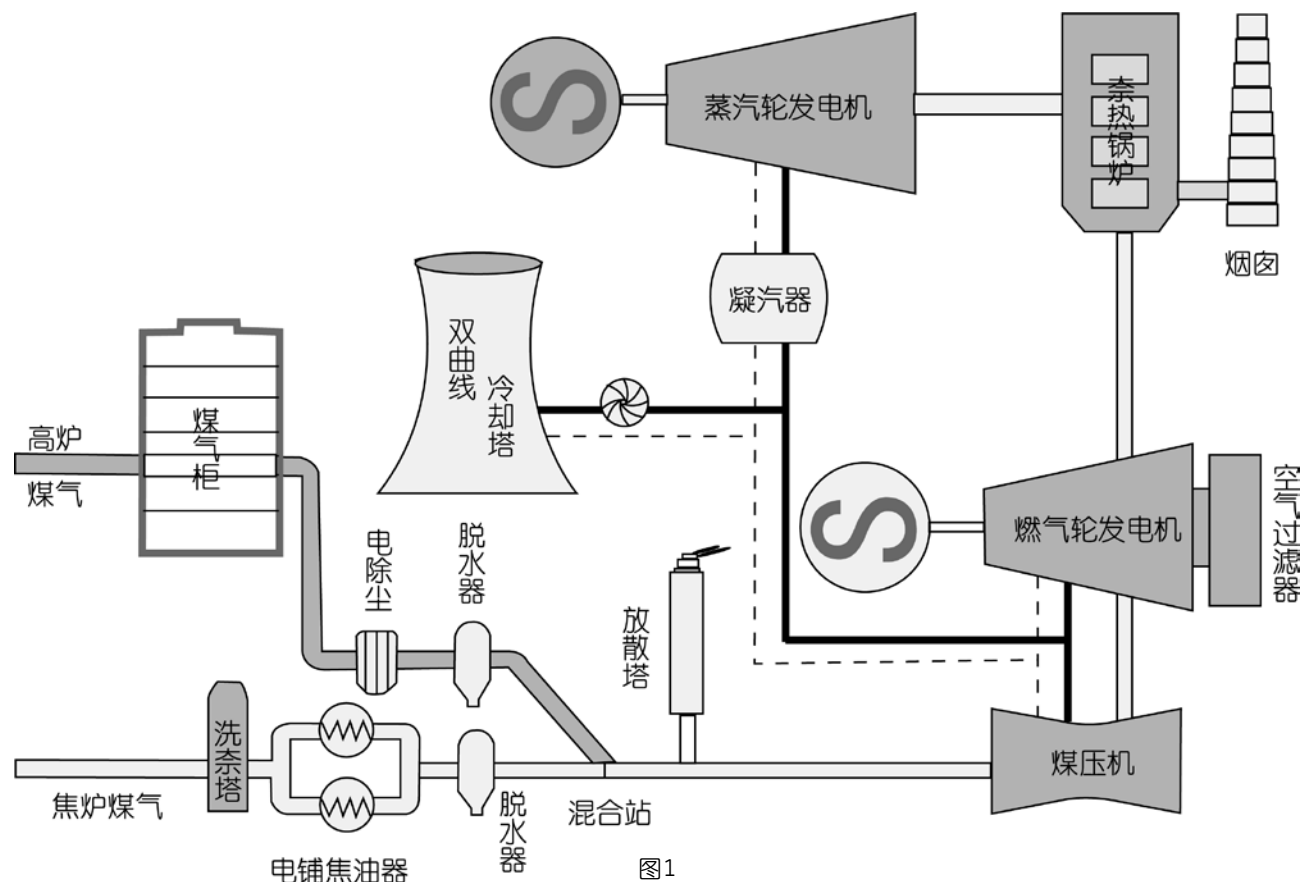 蒸汽轮发电机
奈热锅炉
烟囱
凝汽器
双曲线
冷却塔
高炉
煤气
煤气柜
燃气轮发电机
空气过滤器
电除尘
脱水器
放散塔
洗奈塔
煤压机
焦炉煤气
脱水器
混合站
电铺焦油器
图1